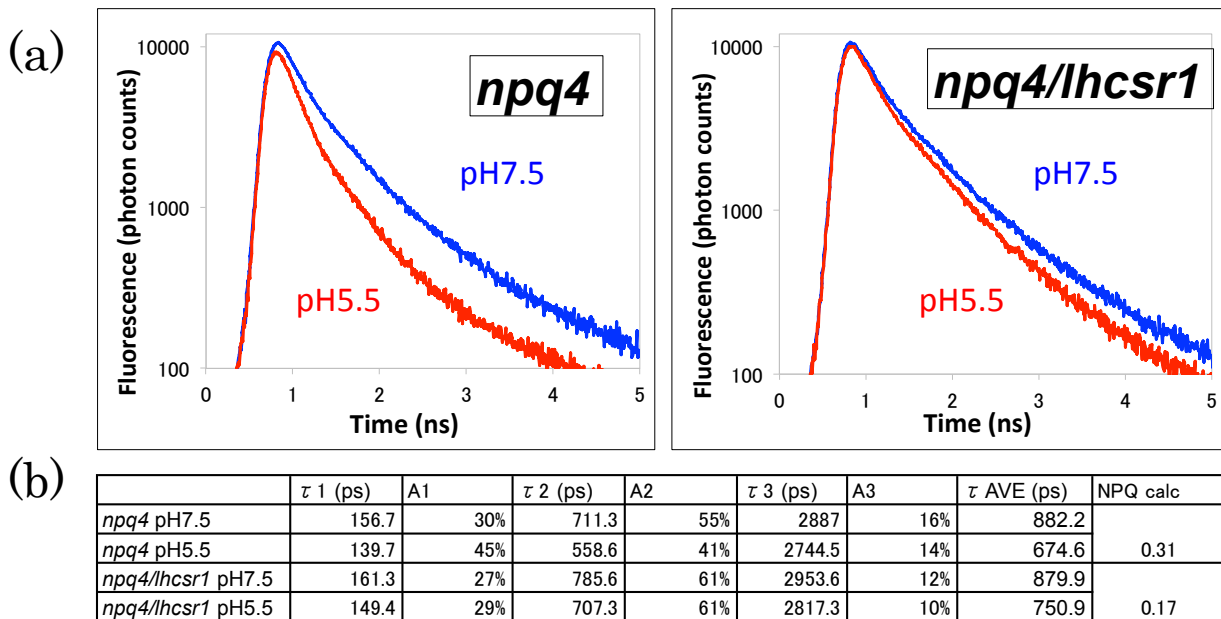 (a)
npq4
npq4/lhcsr1
Fluorescence (photon counts)
10000
1000
100
pH7.5
pH5.5
0 1 2 3 4 5
Time (ns)
Fluorescence (photon counts)
10000
1000
100
pH7.5
pH5.5
0 1 2 3 4 5
Time (ns)
(b)
τ 1 (ps) A1 τ 2 (ps) A2 τ 3 (ps) A3 τ AVE (ps) NPQ calc
npq4 pH7.5 156.7 30% 711.3 55% 2887 16% 882.2
npq4 pH5.5 139.7 45% 558.6 41% 2744.5 14% 674.6 0.31
npq4/lhcsr1 pH7.5 161.3 27% 785.6 61% 2953.6 12% 879.9
npq4/lhcsr1 pH5.5 149.4 29% 707.3 61% 2817.3 10% 750.9 0.17